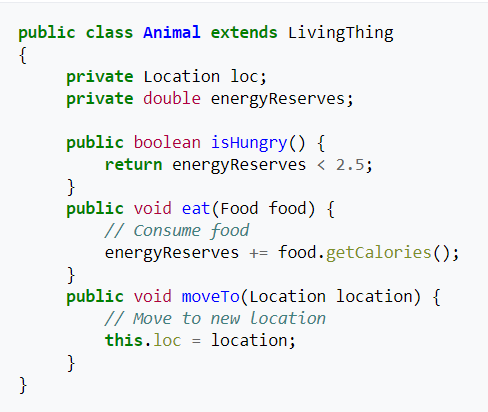 public class Animal extends LivingThing
{
private Location loc;
private double energyReserves;
public boolean isHungry() {
return energyReserves < 2.5;
}
public void eat(Food food) {
// Consume food
energyReserves += food.getCalories();
}
public void moveTo(Location location) {
// Move to new location
this.loc = location;
}
}